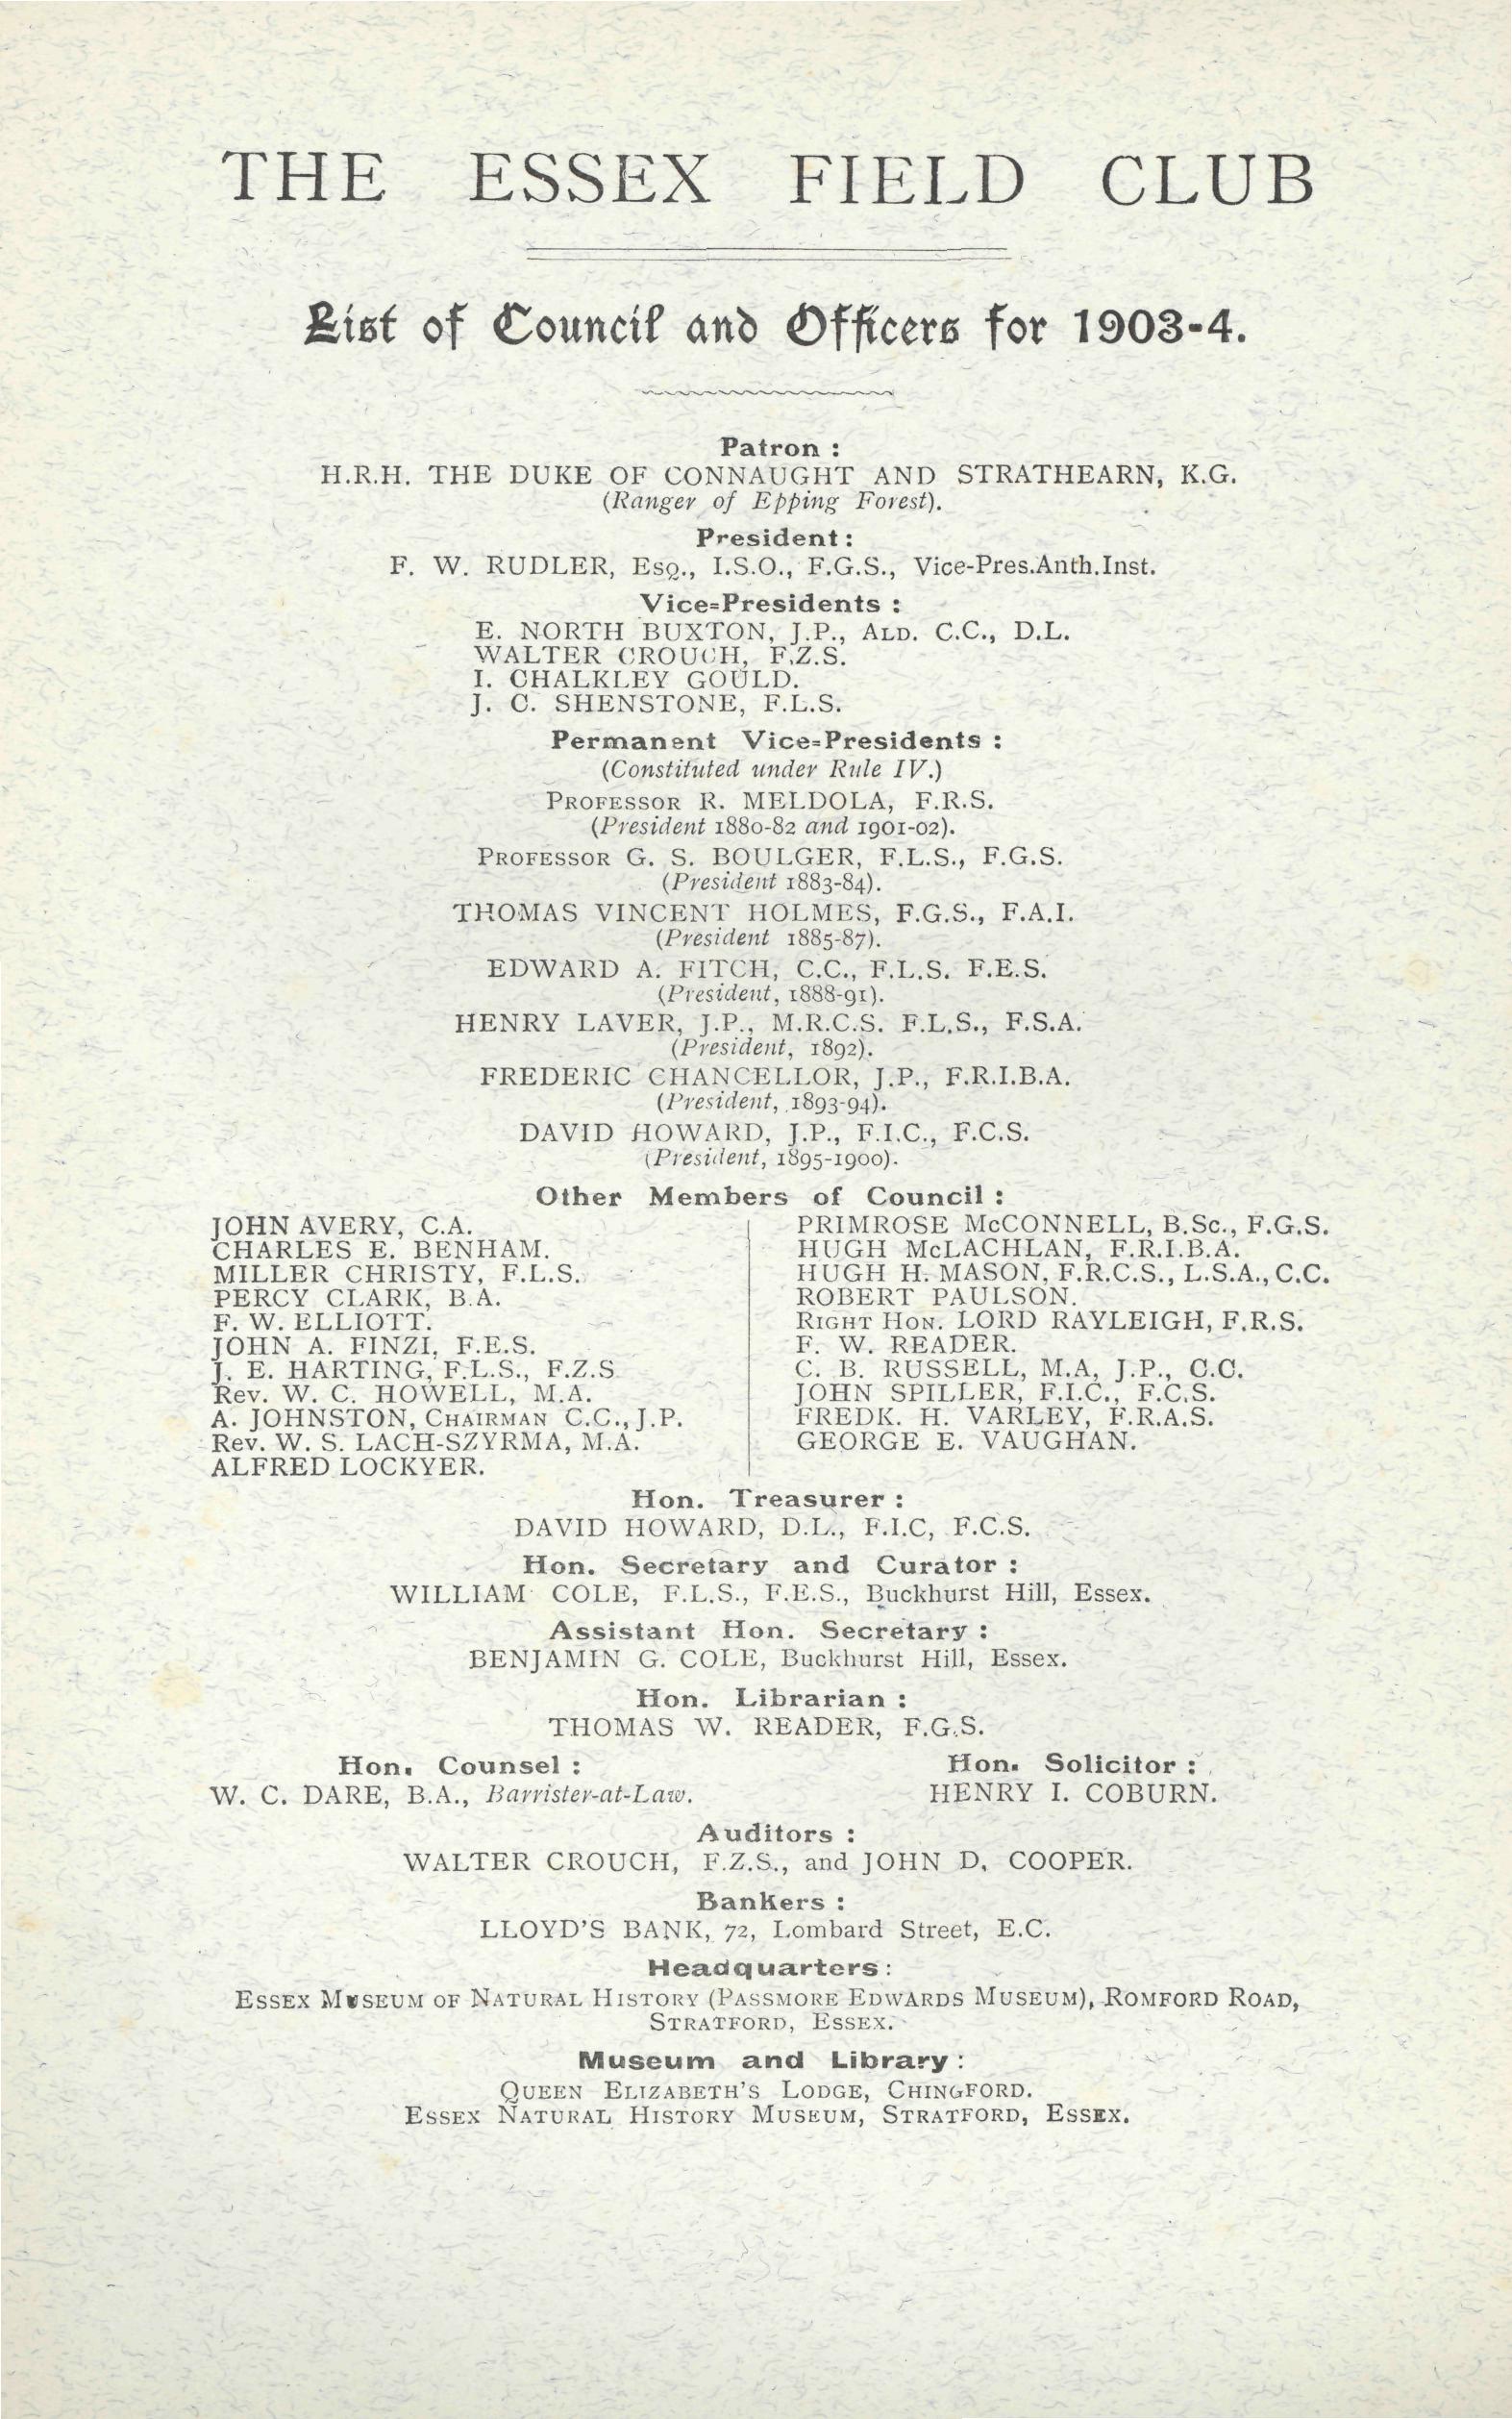 THE ESSEX FIELD CLUB
List of Council and Officers for 1903-4.
Patron :
H.R.H. THE DUKE OF CONNAUGHT AND STRATHEARN, K.G.
(Ranger of Epping Forest).
President :
F. W. RUDLER, Esq., I.S.O., F.G.S., Vice-Pres.Anth.Inst.
Vice-Presidents :
E. NORTH BUXTON, J.P., ALD. C.C., D.L.
WALTER CROUCH, F.Z.S.
I. CHALKLEY GOULD.
J. C. SHENSTONE, F.L.S.
Permanent Vice-Presidents :
(Constituted under Rule IV.)
PROFESSOR R. MELDOLA, F.R.S.
(President 1880-82 and 1901-02).
PROFESSOR G. S. BOULGER, F.L.S., F.G.S.
(President 1883-84).
THOMAS VINCENT HOLMES, F.G.S., F.A.I.
(President 1885-87).
EDWARD A. FITCH, C.C., F.L.S. F.E.S.
(President, 1888-91).
HENRY LAVER, J.P., M.R.C.S. F.L.S., F.S.A.
(President, 1892).
FREDERIC CHANCELLOR, J.P., F.R.I.B.A.
(President, 1893-94).
DAVID HOWARD, J.P., F.I.C., F.C.S.
(President, 1895-1900).
Other Members of Council :
JOHN AVERY, C.A.
CHARLES E. BENHAM.
MILLER CHRISTY, F.L.S.
PERCY CLARK, B.A.
F. W. ELLIOTT.
JOHN A. FINZI, F.E.S.
J. E. HARTING, F.L.S., F.Z.S
Rev. W. C. HOWELL, M.A.
A. JOHNSTON, CHAIRMAN C.C., J.P.
Rev. W. S. LACH-SZYRMA, M.A.
ALFRED LOCKYER.
PRIMROSE McCONNELL, B.Sc., F.G.S.
HUGH McLACHLAN, F.R.I.B.A.
HUGH H. MASON, F.R.C.S., L.S.A., C.C.
ROBERT PAULSON.
RIGHT HON. LORD RAYLEIGH, F.R.S.
F. W. READER.
C. B. RUSSELL, M.A, J.P., C.C.
JOHN SPILLER, F.I.C., F.C.S.
FREDK. H. VARLEY, F.R.A.S.
GEORGE E. VAUGHAN.
Hon. Treasurer :
DAVID HOWARD, D.L., F.I.C, F.C.S.
Hon. Secretary and Curator :
WILLIAM COLE, F.L.S., F.E.S., Buckhurst Hill, Essex.
Assistant Hon. Secretary :
BENJAMIN G. COLE, Buckhurst Hill, Essex.
Hon. Librarian :
THOMAS W. READER, F.G.S.
Hon. Counsel :
W. C. DARE, B.A., Barrister-at-Law.
Hon. Solicitor :
HENRY I. COBURN.
Auditors :
WALTER CROUCH, F.Z.S., and JOHN D. COOPER.
Bankers :
LLOYD'S BANK, 72, Lombard Street, E.C.
Headquarters :
ESSEX MUSEUM OF NATURAL HISTORY (PASSMORE EDWARDS MUSEUM), ROMFORD ROAD,
STRATFORD, ESSEX.
Museum and Library :
QUEEN ELIZABETH'S LODGE, CHINGFORD.
ESSEX NATURAL HISTORY MUSEUM, STRATFORD, ESSEX.